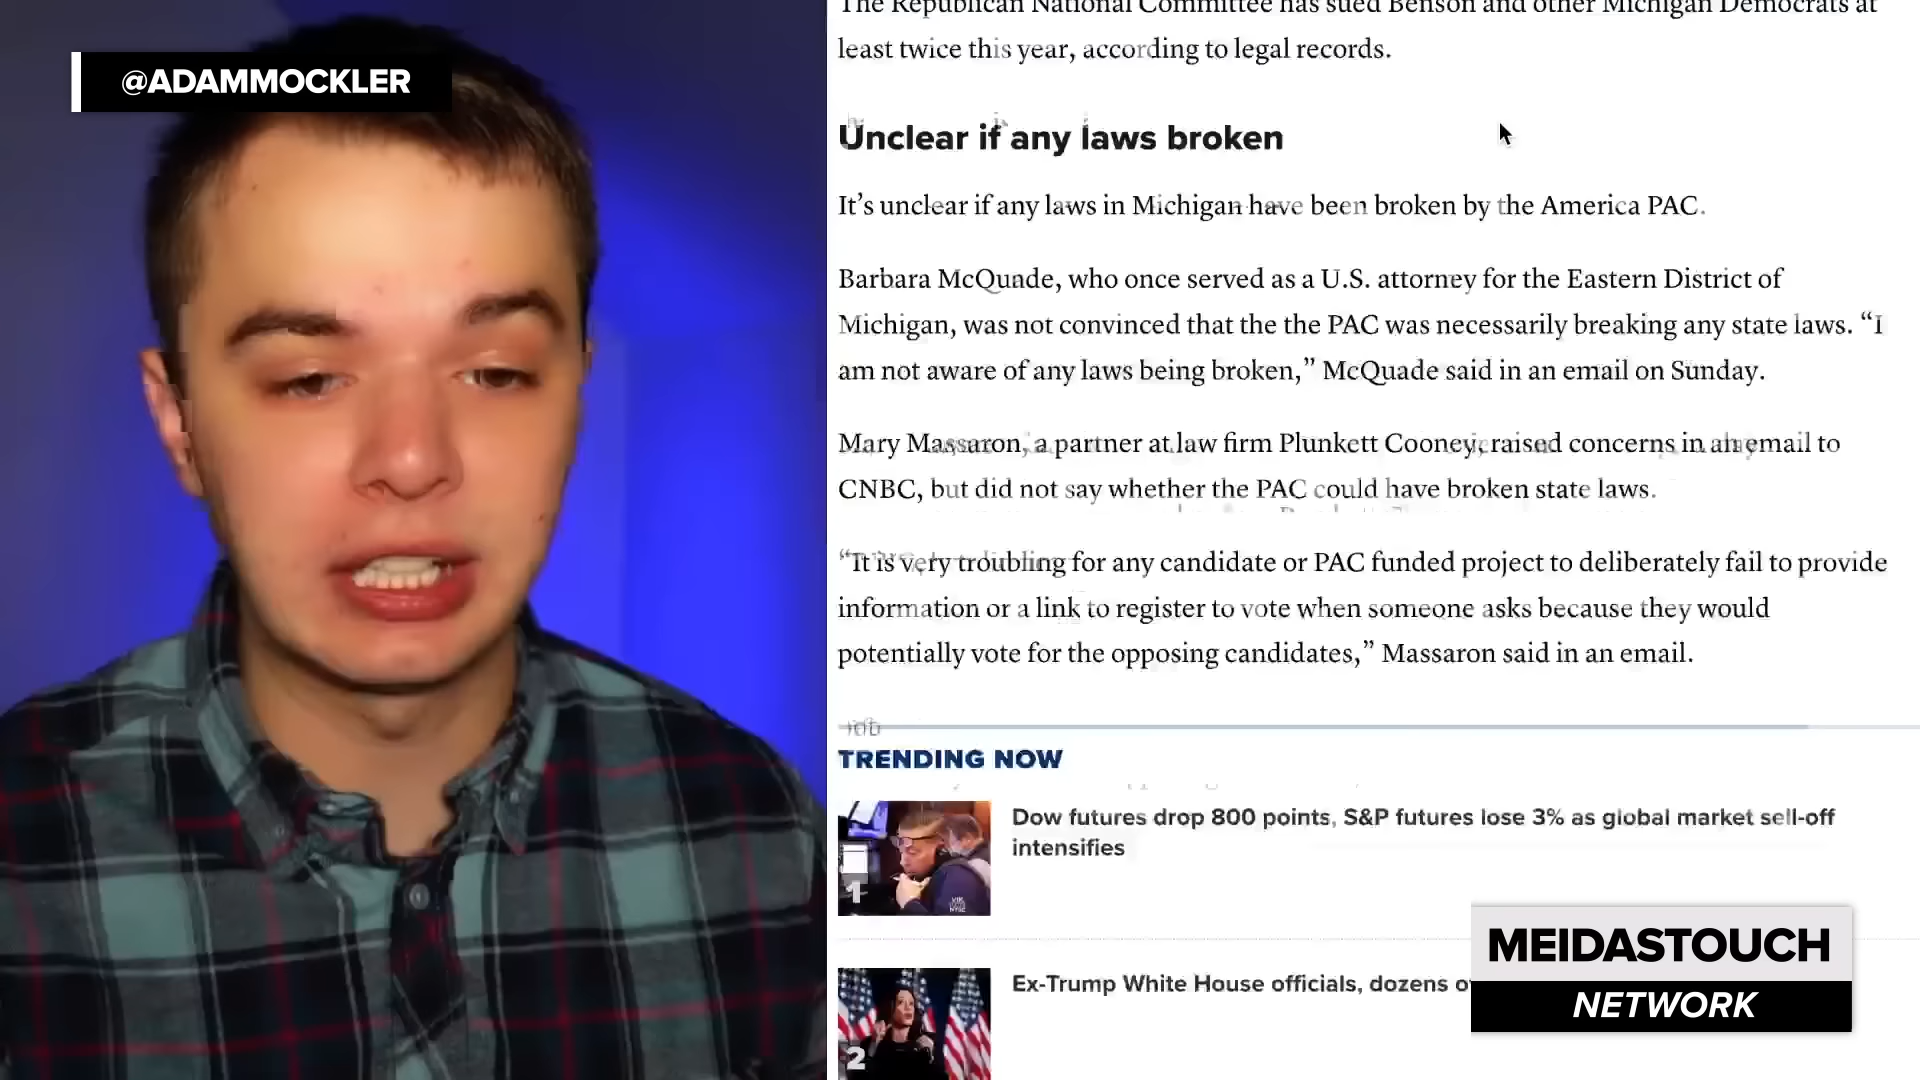 @ADAMMOCKLER
The Republican National Committee has sued Benson and other Michigan Democrats at
least twice this year, according to legal records.
Unclear if any laws broken
It’s unclear if any laws in Michigan have been broken by the America PAC.
Barbara McQuade, who once served as a U.S. attorney for the Eastern District of
Michigan, was not convinced that the the PAC was necessarily breaking any state laws. “I
am not aware of any laws being broken,” McQuade said in an email on Sunday.
Mary Massaron, a partner at law firm Plunkett Cooney, raised concerns in an email to
CNBC, but did not say whether the PAC could have broken state laws.
“It is very troubling for any candidate or PAC funded project to deliberately fail to provide
information or a link to register to vote when someone asks because they would
potentially vote for the opposing candidates,” Massaron said in an email.
TRENDING NOW
1
Dow futures drop 800 points, S&P futures lose 3% as global market sell-off
intensifies
2
Ex-Trump White House officials, dozens
MEIDASTOUCH
NETWORK